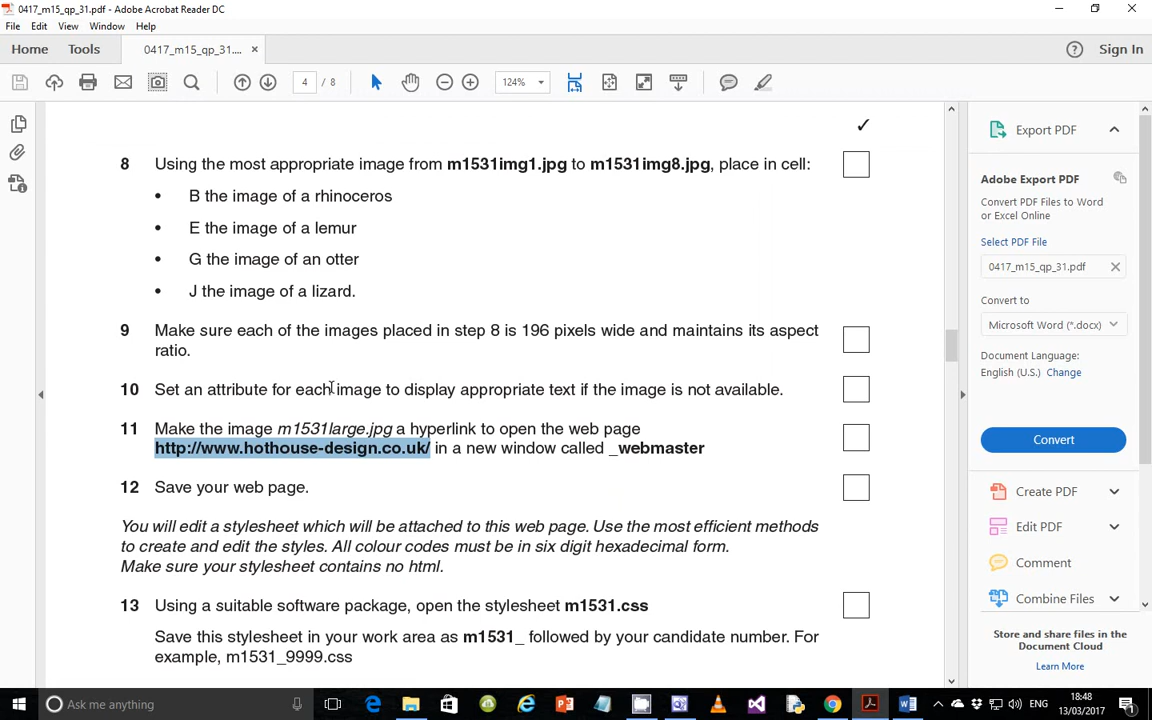 0417_m15_qp_31.pdf - Adobe Acrobat Reader DC
File Edit View Window Help
Home Tools 0417_m15_qp_31.... × Sign In
4 / 8 124%
✓
8 Using the most appropriate image from m1531img1.jpg to m1531img8.jpg, place in cell:
• B the image of a rhinoceros
• E the image of a lemur
• G the image of an otter
• J the image of a lizard.
9 Make sure each of the images placed in step 8 is 196 pixels wide and maintains its aspect
ratio.
10 Set an attribute for each image to display appropriate text if the image is not available.
11 Make the image m1531large.jpg a hyperlink to open the web page
http://www.hothouse-design.co.uk/ in a new window called _webmaster
12 Save your web page.
You will edit a stylesheet which will be attached to this web page. Use the most efficient methods
to create and edit the styles. All colour codes must be in six digit hexadecimal form.
Make sure your stylesheet contains no html.
13 Using a suitable software package, open the stylesheet m1531.css
Save this stylesheet in your work area as m1531_ followed by your candidate number. For
example, m1531_9999.css
Export PDF
Adobe Export PDF
Convert PDF Files to Word
or Excel Online
Select PDF File
0417_m15_qp_31.pdf ×
Convert to
Microsoft Word (*.docx)
Document Language:
English (U.S.) Change
Convert
Create PDF
Edit PDF
Comment
Combine Files
Store and share files in the
Document Cloud
Learn More
Ask me anything
ENG
18:48
13/03/2017
1